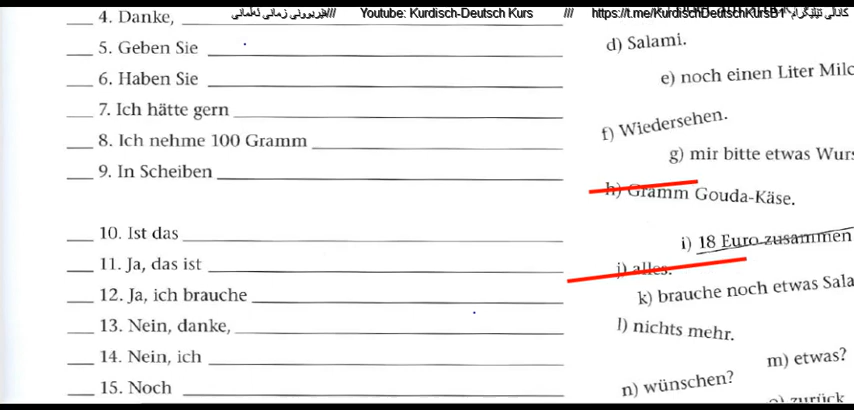 Youtube: Kurdisch-Deutsch Kurs /// https://t.me/KurdischDeutschKursB1 کاناڵی تێلێگرام
4. Danke,
5. Geben Sie
6. Haben Sie
7. Ich hätte gern
8. Ich nehme 100 Gramm
9. In Scheiben
10. Ist das
11. Ja, das ist
12. Ja, ich brauche
13. Nein, danke,
14. Nein, ich
15. Noch
d) Salami.
e) noch einen Liter Milc
f) Wiedersehen.
g) mir bitte etwas Wurs
h) Gramm Gouda-Käse.
i) 18 Euro zusammen
j) alles.
k) brauche noch etwas Sala
l) nichts mehr.
m) etwas?
n) wünschen?
o) zurück